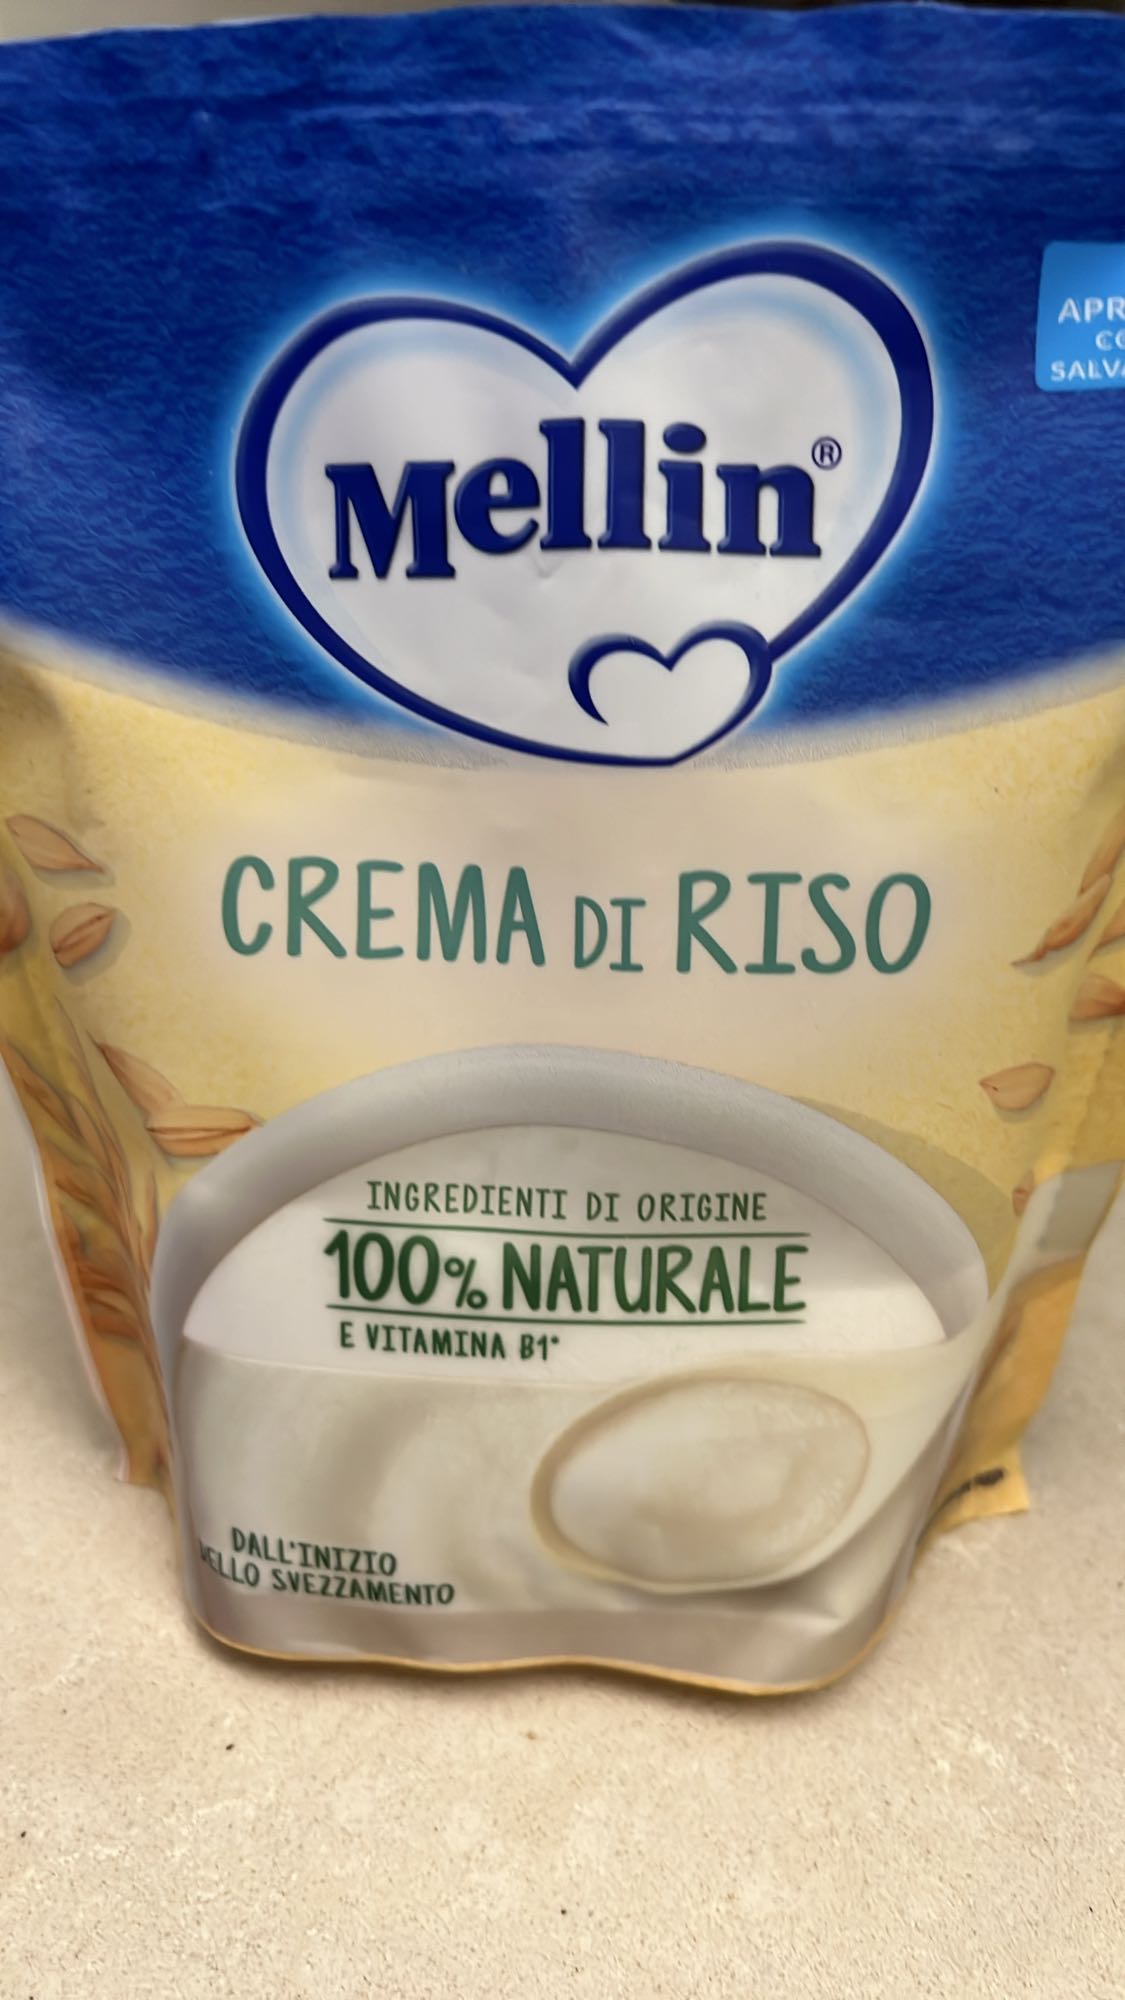 Mellin®
CREMA DI RISO
INGREDIENTI DI ORIGINE
100% NATURALE
E VITAMINA B1*
DALL'INIZIO
DELLO SVEZZAMENTO